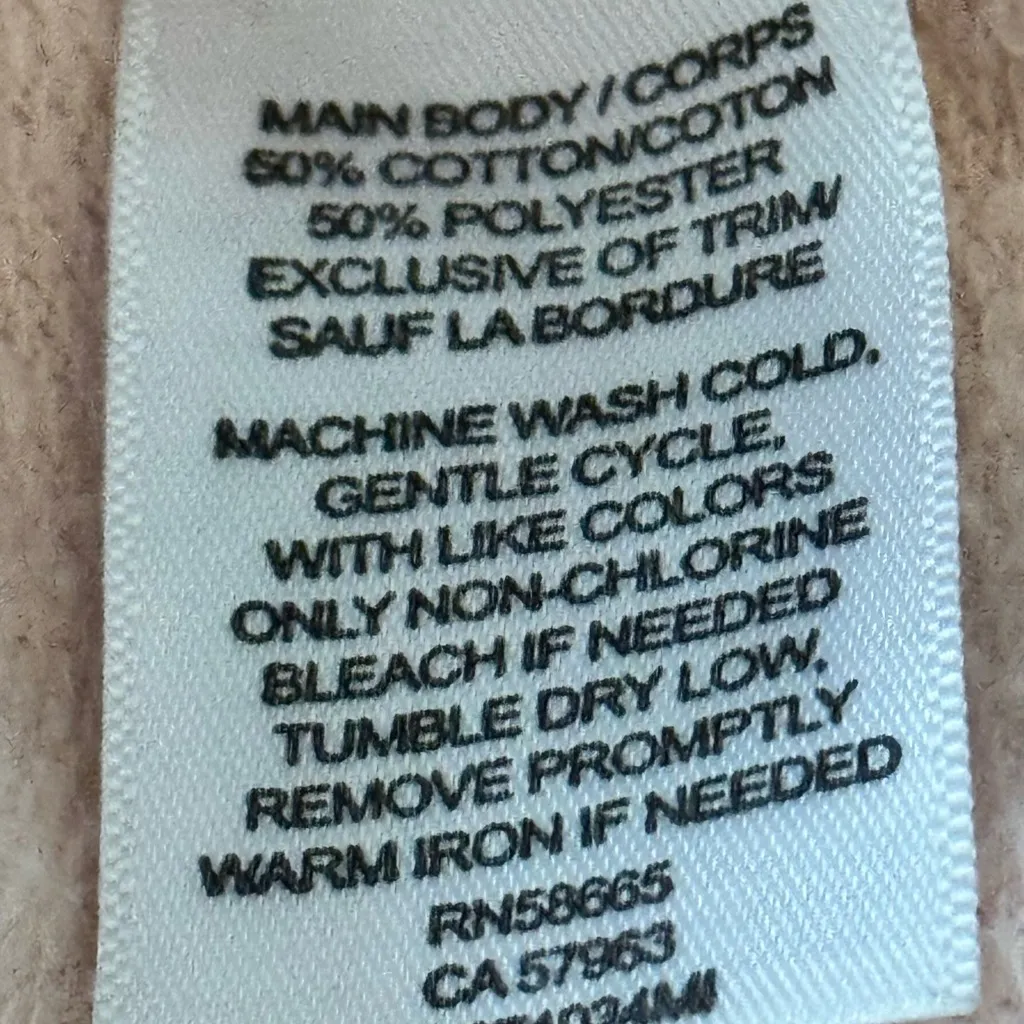 MAIN BODY / CORPS
50% COTTON/COTON
50% POLYESTER
EXCLUSIVE OF TRIM/
SAUF LA BORDURE
MACHINE WASH COLD.
GENTLE CYCLE,
WITH LIKE COLORS
ONLY NON-CHLORINE
BLEACH IF NEEDED
TUMBLE DRY LOW.
REMOVE PROMPTLY
WARM IRON IF NEEDED
RN58665
CA 57963